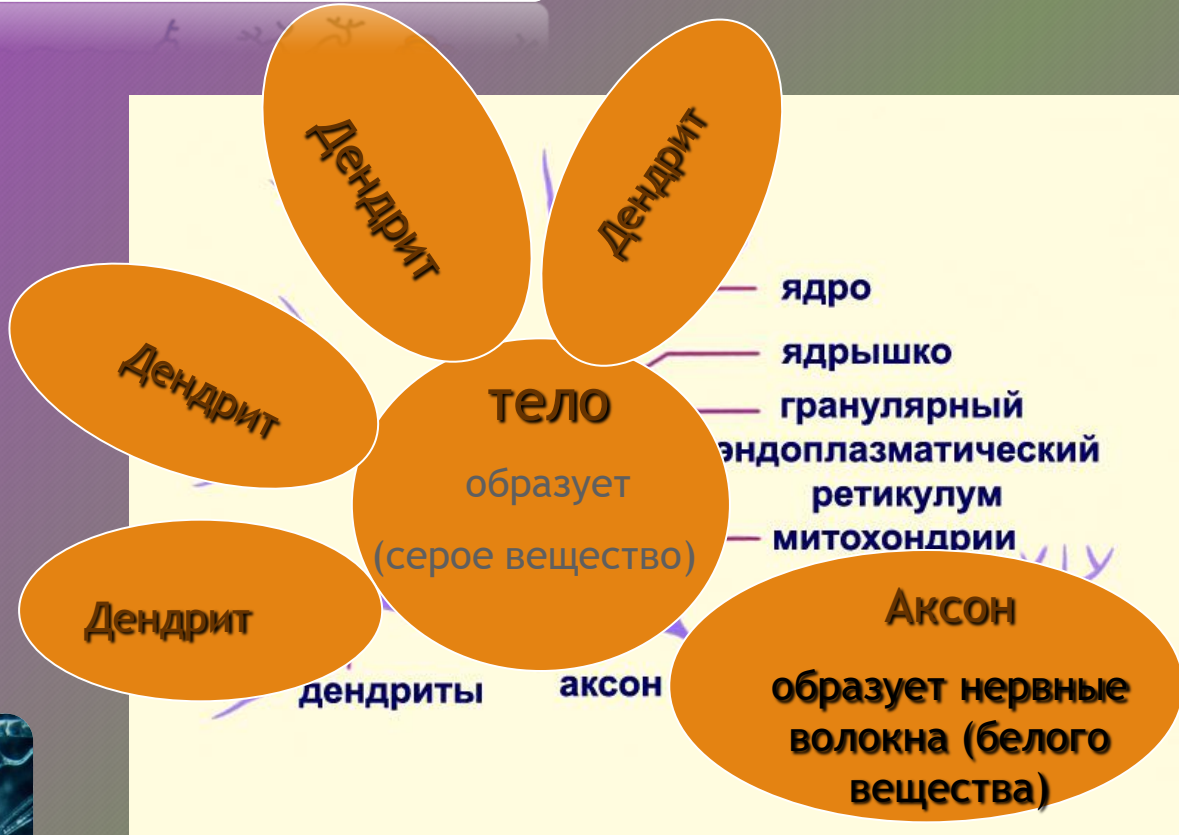 Дендрит
Дендрит
Дендрит
Дендрит
тело
образует
(серое вещество)
ядро
ядрышко
гранулярный
эндоплазматический
ретикулум
митохондрии
дендриты
аксон
Аксон
образует нервные
волокна (белого
вещества)